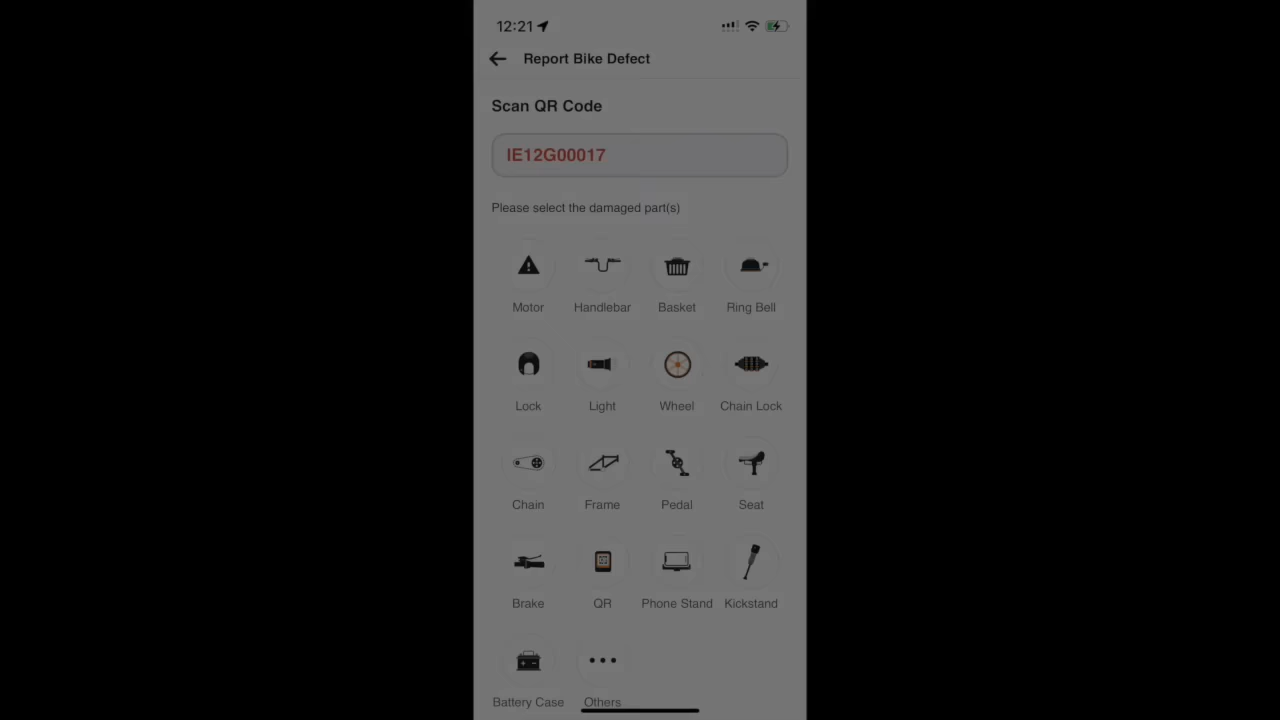 12:21
Report Bike Defect
Scan QR Code
IE12G00017
Please select the damaged part(s)
Motor Handlebar Basket Ring Bell
Lock Light Wheel Chain Lock
Chain Frame Pedal Seat
Brake QR Phone Stand Kickstand
Battery Case Others